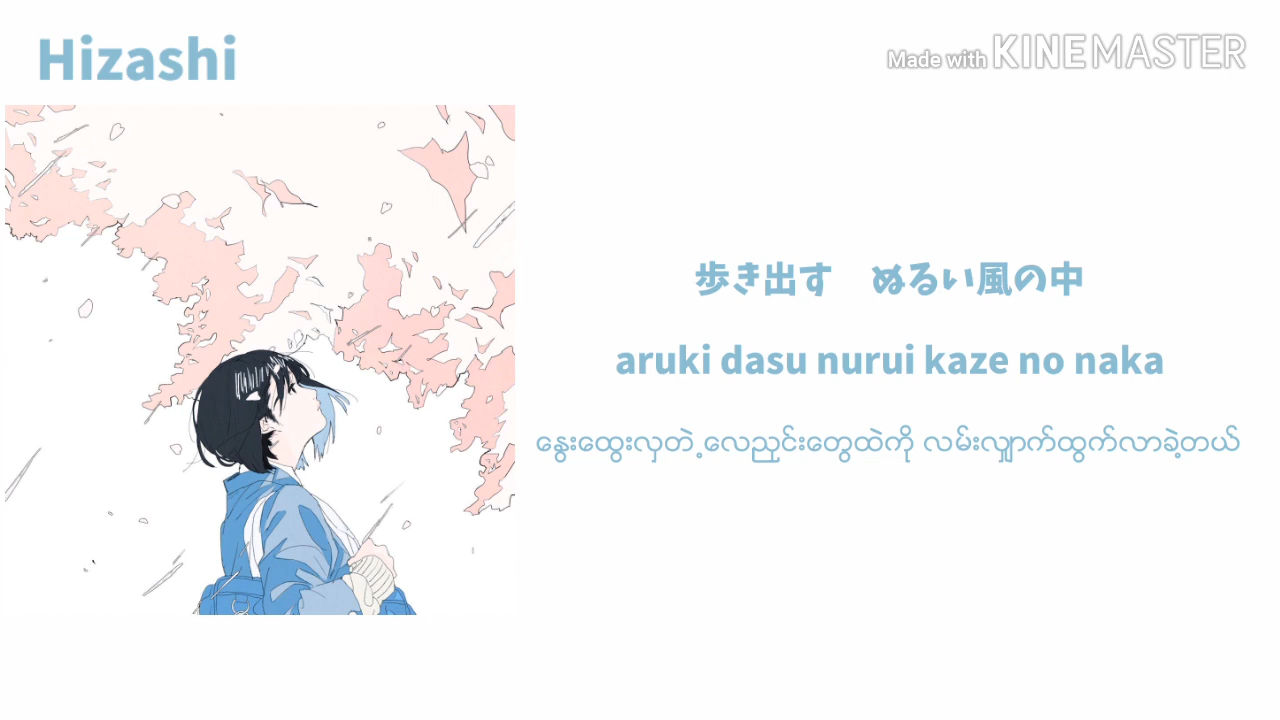 Hizashi
Made with KINEMASTER
歩き出す　ぬるい風の中
aruki dasu nurui kaze no naka
နွေးထွေးလှတဲ့ လေညှင်းတွေထဲကို လမ်းလျှာက်ထွက်လာခဲ့တယ်